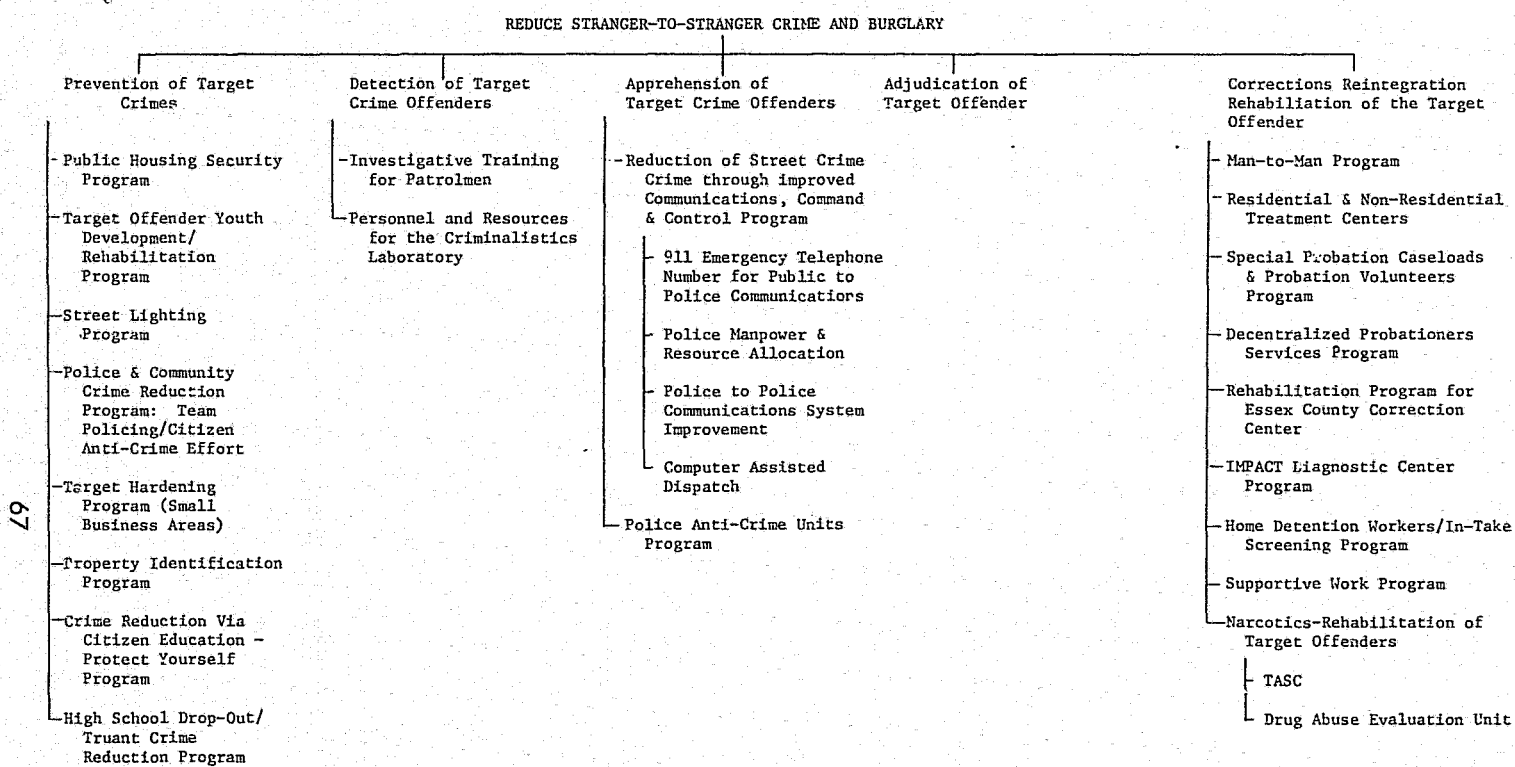 REDUCE STRANGER-TO-STRANGER CRIME AND BURGLARY
Prevention of Target
Crimes
- Public Housing Security
Program
-Target Offender Youth
Development/
Rehabilitation
Program
-Street Lighting
Program
-Police & Community
Crime Reduction
Program: Team
Policing/Citizen
Anti-Crime Effort
-Target Hardening
Program (Small
Business Areas)
-Property Identification
Program
-Crime Reduction Via
Citizen Education -
Protect Yourself
Program
-High School Drop-Out/
Truant Crime
Reduction Program
Detection of Target
Crime Offenders
-Investigative Training
for Patrolmen
-Personnel and Resources
for the Criminalistics
Laboratory
Apprehension of
Target Crime Offenders
-Reduction of Street Crime
Crime through improved
Communications, Command
& Control Program
- 911 Emergency Telephone
Number for Public to
Police Communications
- Police Manpower &
Resource Allocation
- Police to Police
Communications System
Improvement
- Computer Assisted
Dispatch
- Police Anti-Crime Units
Program
Adjudication of
Target Offender
Corrections Reintegration
Rehabiliation of the Target
Offender
- Man-to-Man Program
- Residential & Non-Residential
Treatment Centers
- Special Probation Caseloads
& Probation Volunteers
Program
-Decentralized Probationers
Services Program
-Rehabilitation Program for
Essex County Correction
Center
-IMPACT Diagnostic Center
Program
- Home Detention Workers/In-Take
Screening Program
- Supportive Work Program
-Narcotics-Rehabilitation of
Target Offenders
- TASC
- Drug Abuse Evaluation Unit
67